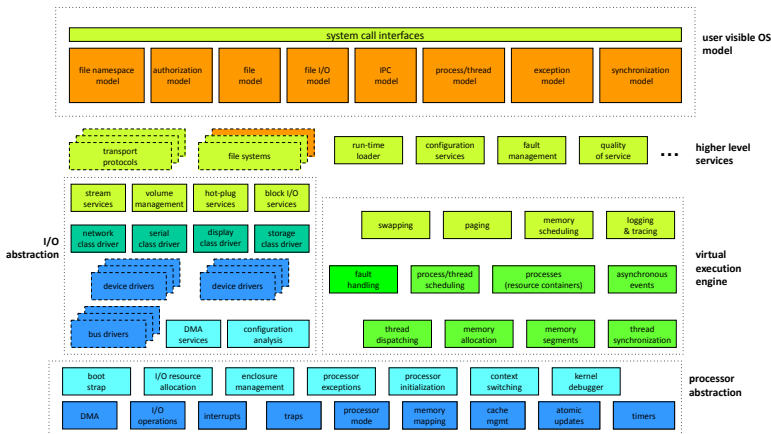 system call interfaces
user visible OS
model
file namespace
model
authorization
model
file
model
file I/O
model
IPC
model
process/thread
model
exception
model
synchronization
model
transport
protocols
file systems
run-time
loader
configuration
services
fault
management
quality
of service
...
higher level
services
stream
services
volume
management
hot-plug
services
block I/O
services
network
class driver
serial
class driver
display
class driver
storage
class driver
I/O
abstraction
device drivers
device drivers
bus drivers
DMA
services
configuration
analysis
swapping
paging
memory
scheduling
logging
& tracing
fault
handling
process/thread
scheduling
processes
(resource containers)
asynchronous
events
thread
dispatching
memory
allocation
memory
segments
thread
synchronization
virtual
execution
engine
boot
strap
I/O resource
allocation
enclosure
management
processor
exceptions
processor
initialization
context
switching
kernel
debugger
processor
abstraction
DMA
I/O
operations
interrupts
traps
processor
mode
memory
mapping
cache
mgmt
atomic
updates
timers